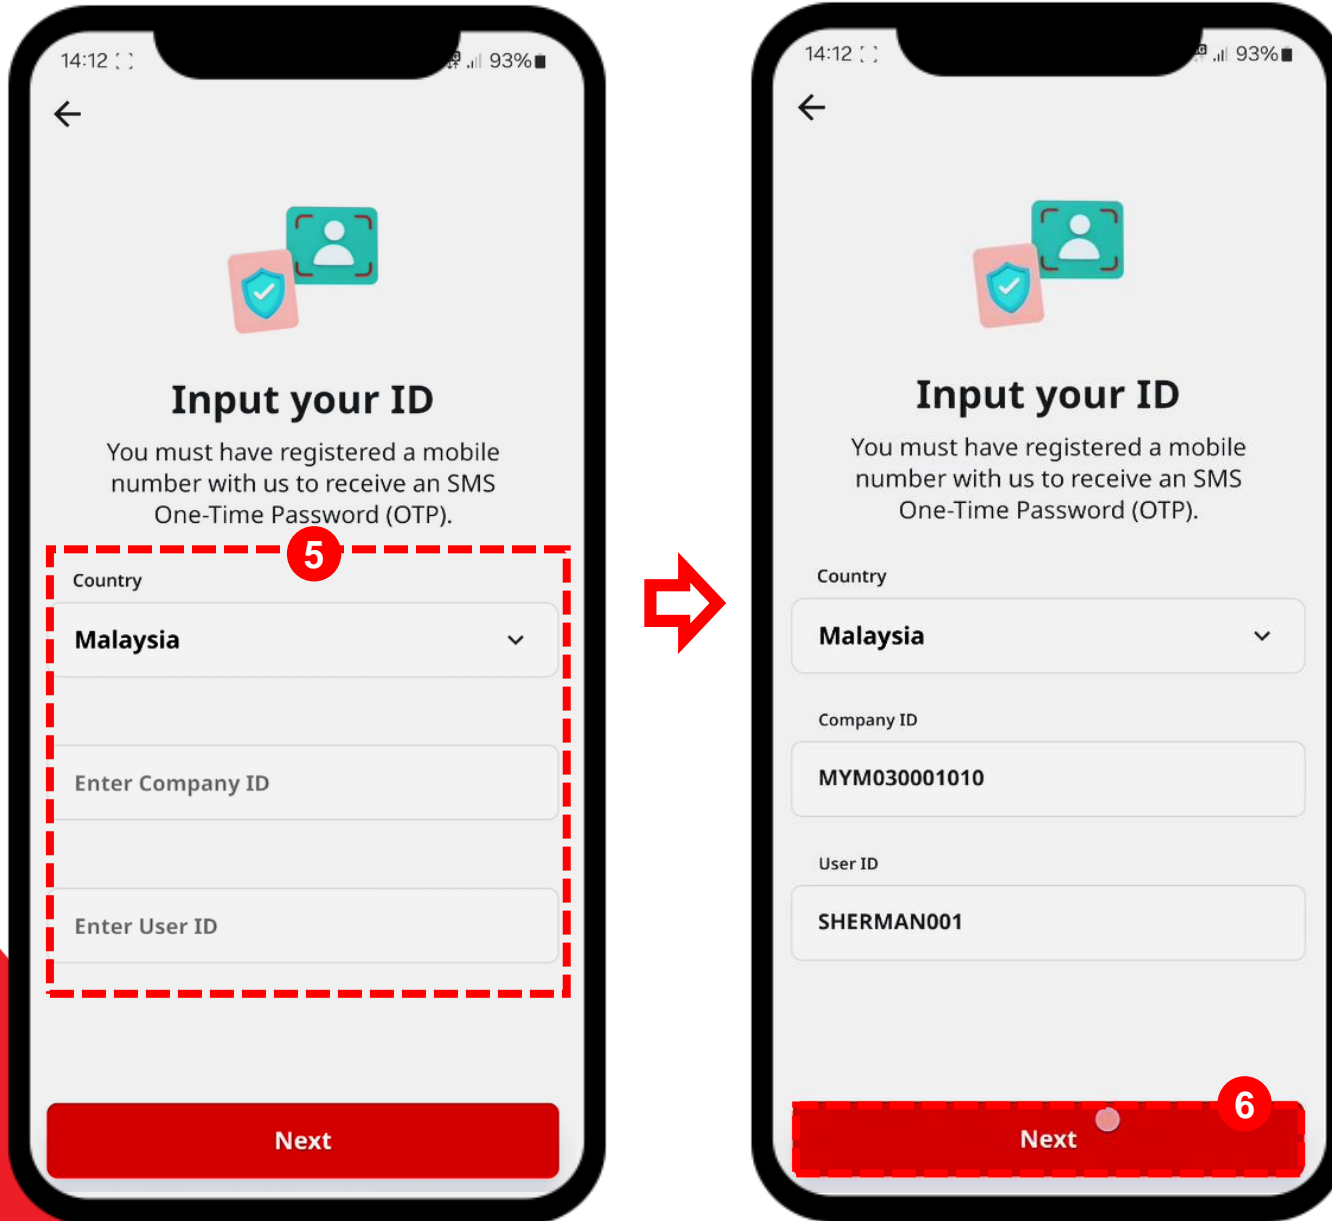 14:12
93%
Input your ID
You must have registered a mobile
number with us to receive an SMS
One-Time Password (OTP).
5
Country
Malaysia
Enter Company ID
Enter User ID
Next
14:12
93%
Input your ID
You must have registered a mobile
number with us to receive an SMS
One-Time Password (OTP).
Country
Malaysia
Company ID
MYM030001010
User ID
SHERMAN001
6
Next